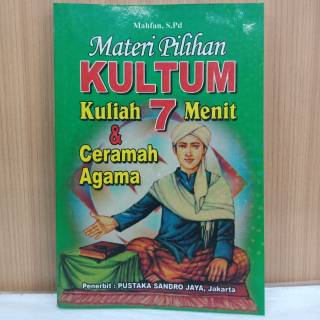 Mahfan, S.Pd
Materi Pilihan
KULTUM
Kuliah 7 Menit
& Ceramah
Agama
Penerbit : PUSTAKA SANDRO JAYA, Jakarta